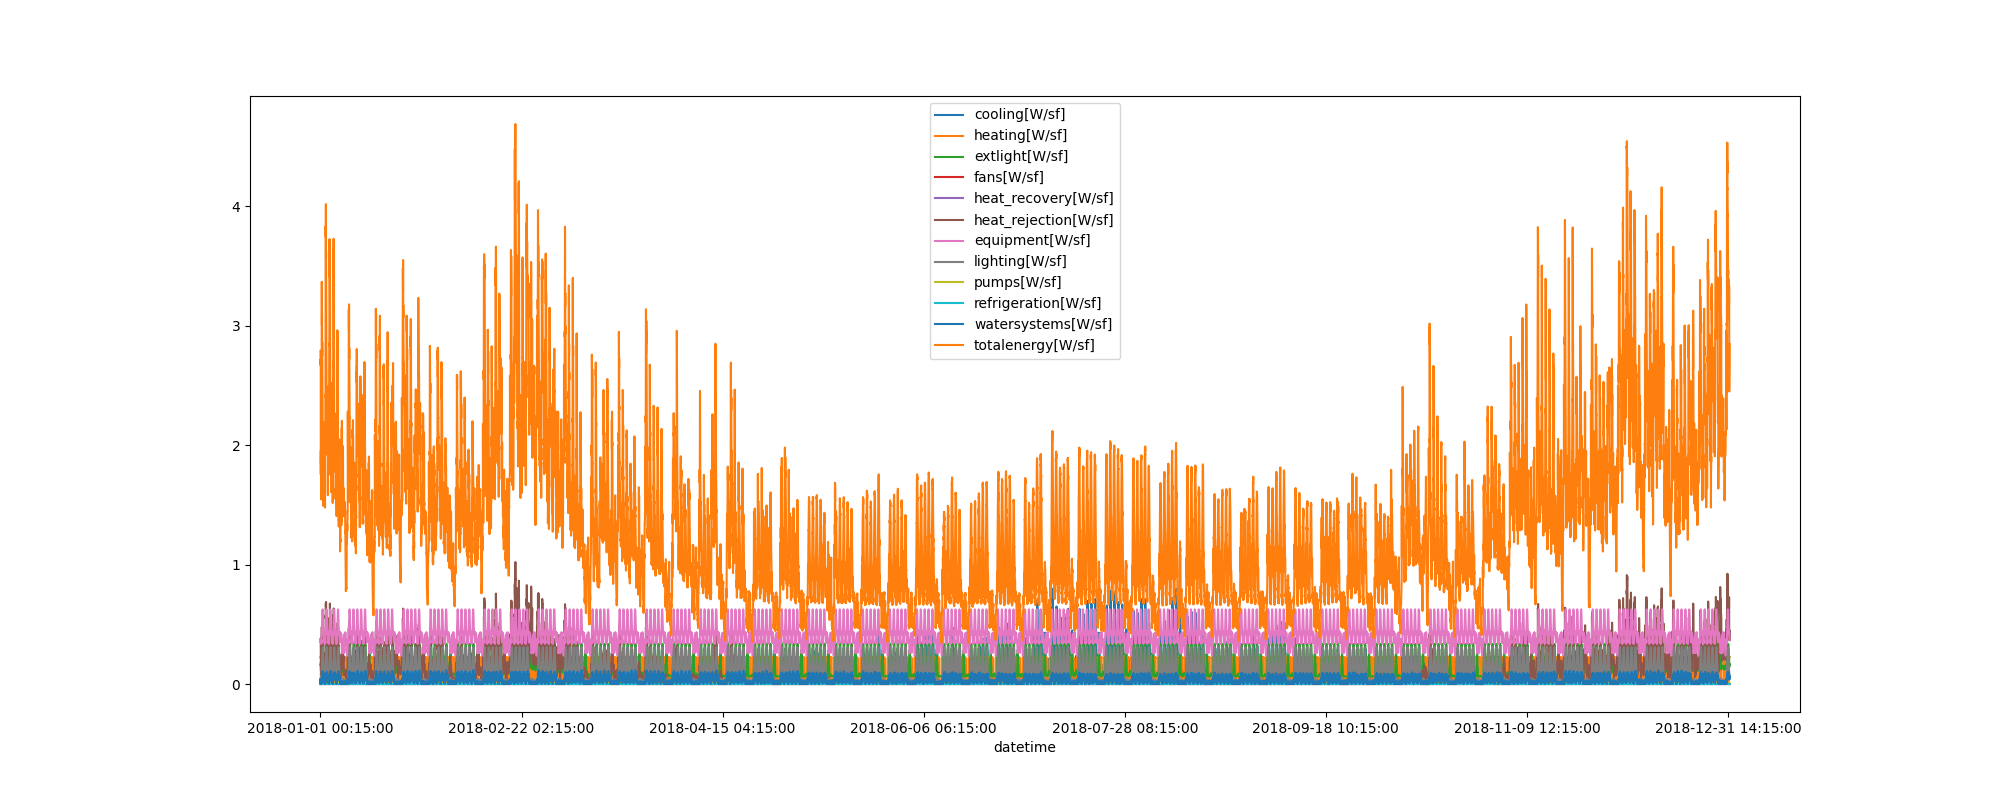 cooling[W/sf]
heating[W/sf]
extlight[W/sf]
fans[W/sf]
heat_recovery[W/sf]
heat_rejection[W/sf]
equipment[W/sf]
lighting[W/sf]
pumps[W/sf]
refrigeration[W/sf]
watersystems[W/sf]
totalenergy[W/sf]
4
3
2
1
0
2018-01-01 00:15:00 2018-02-22 02:15:00 2018-04-15 04:15:00 2018-06-06 06:15:00 2018-07-28 08:15:00 2018-09-18 10:15:00 2018-11-09 12:15:00 2018-12-31 14:15:00
datetime